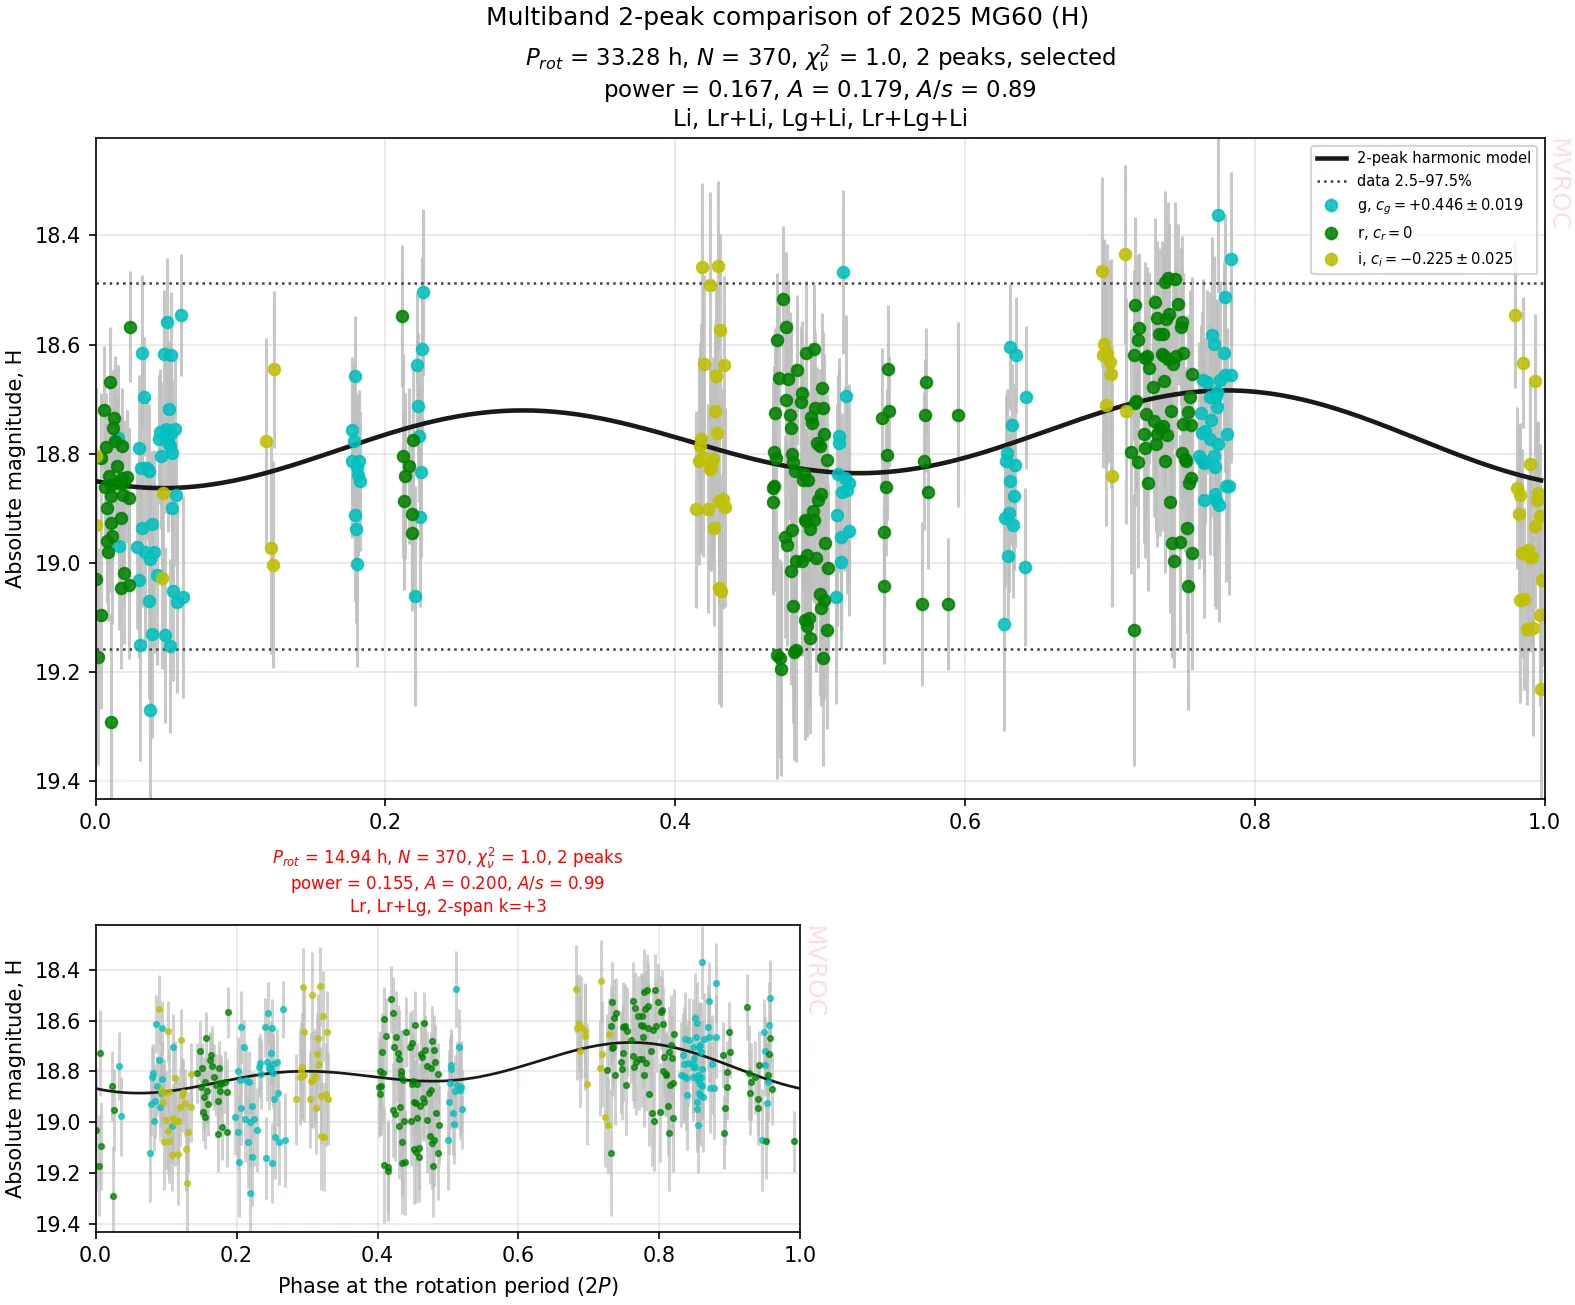 Multiband 2-peak comparison of 2025 MG60 (H)
P_rot = 33.28 h, N = 370, χ²_ν = 1.0, 2 peaks, selected
power = 0.167, A = 0.179, A/s = 0.89
Li, Lr+Li, Lg+Li, Lr+Lg+Li
MVROC
2-peak harmonic model
data 2.5–97.5%
g, c_g = +0.446 ± 0.019
r, c_r = 0
i, c_i = −0.225 ± 0.025
Absolute magnitude, H
18.4
18.6
18.8
19.0
19.2
19.4
0.0 0.2 0.4 0.6 0.8 1.0
P_rot = 14.94 h, N = 370, χ²_ν = 1.0, 2 peaks
power = 0.155, A = 0.200, A/s = 0.99
Lr, Lr+Lg, 2-span k=+3
MVROC
Absolute magnitude, H
18.4
18.6
18.8
19.0
19.2
19.4
0.0 0.2 0.4 0.6 0.8 1.0
Phase at the rotation period (2P)